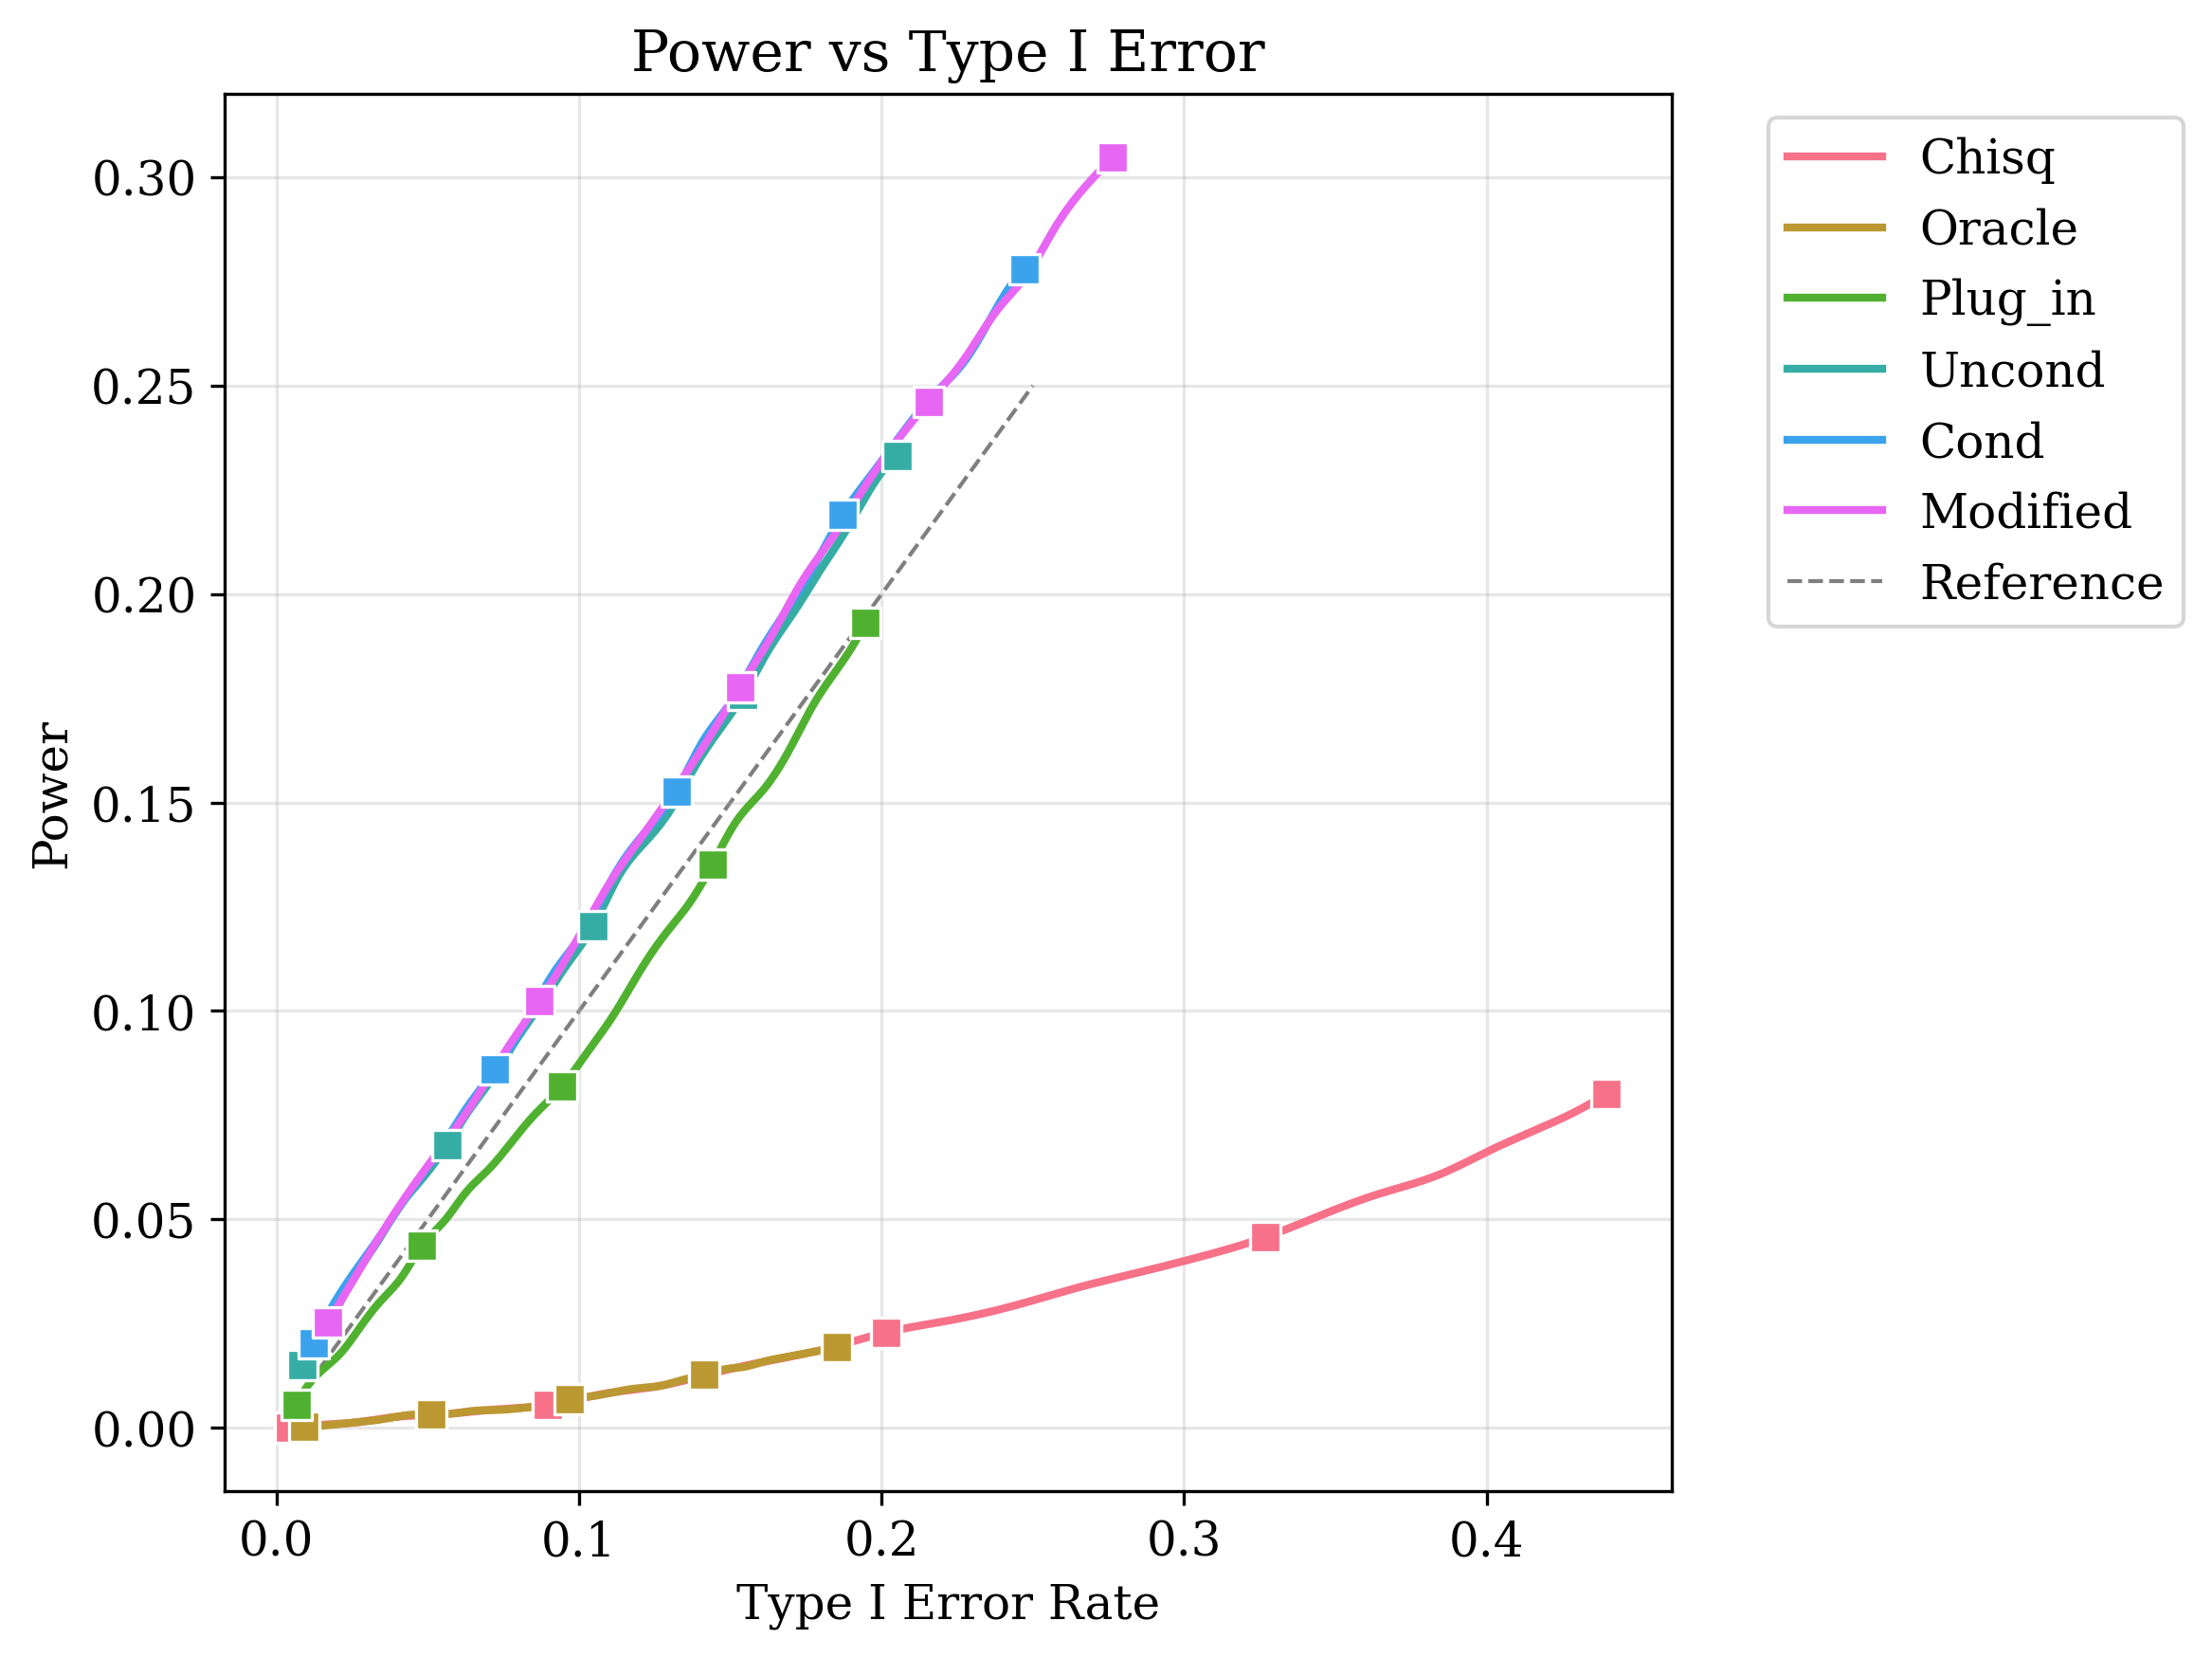 Power vs Type I Error
Power
0.30
0.25
0.20
0.15
0.10
0.05
0.00
0.0 0.1 0.2 0.3 0.4
Type I Error Rate
Chisq
Oracle
Plug_in
Uncond
Cond
Modified
Reference